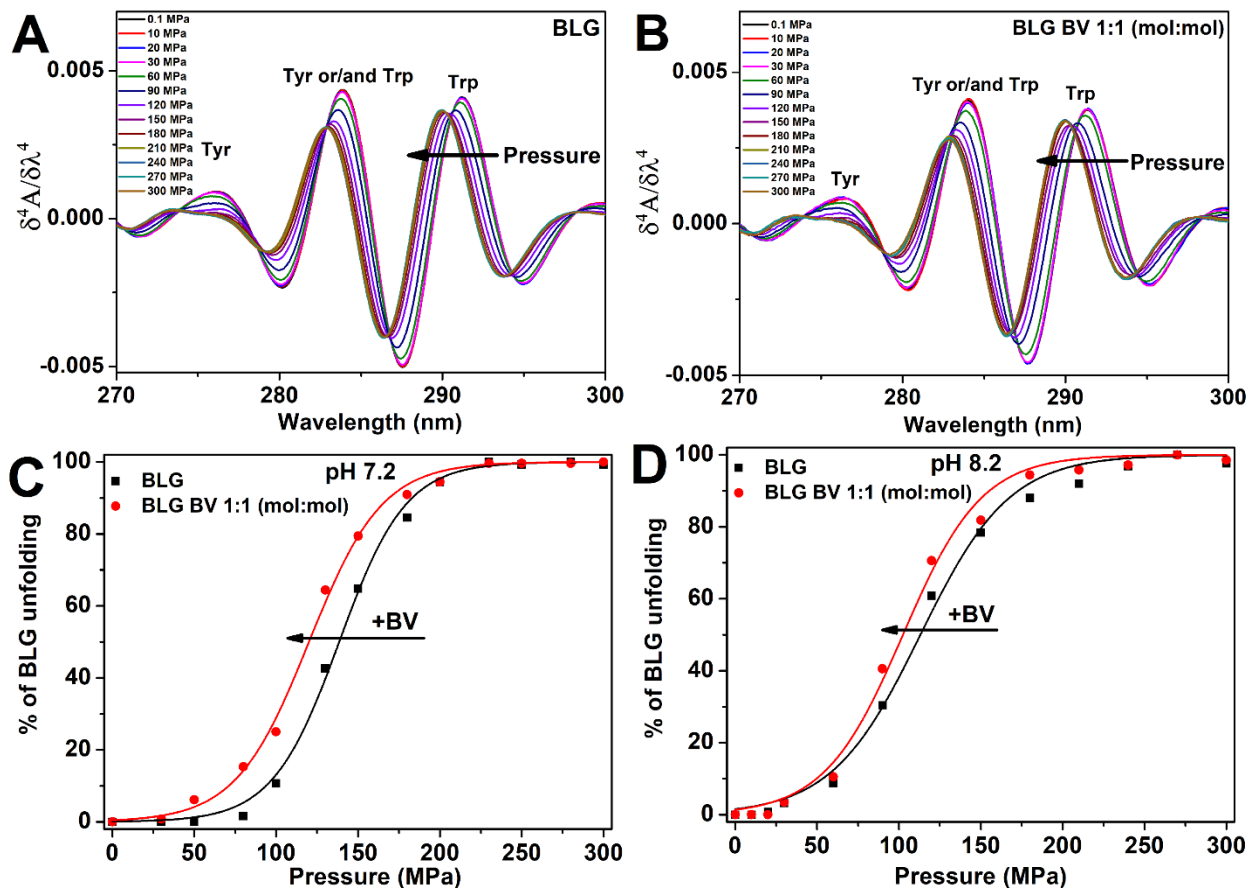 A
BLG
0.1 MPa
10 MPa
20 MPa
30 MPa
60 MPa
90 MPa
120 MPa
150 MPa
180 MPa
210 MPa
240 MPa
270 MPa
300 MPa
Tyr
Tyr or/and Trp
Trp
Pressure
0.005
0.000
-0.005
δ⁴A/δλ⁴
270 280 290 300
Wavelength (nm)
B
BLG BV 1:1 (mol:mol)
0.1 MPa
10 MPa
20 MPa
30 MPa
60 MPa
90 MPa
120 MPa
150 MPa
180 MPa
210 MPa
240 MPa
270 MPa
300 MPa
Tyr
Tyr or/and Trp
Trp
Pressure
0.005
0.000
-0.005
δ⁴A/δλ⁴
270 280 290 300
Wavelength (nm)
C
pH 7.2
BLG
BLG BV 1:1 (mol:mol)
+BV
100
80
60
40
20
0
% of BLG unfolding
0 50 100 150 200 250 300
Pressure (MPa)
D
pH 8.2
BLG
BLG BV 1:1 (mol:mol)
+BV
100
80
60
40
20
0
% of BLG unfolding
0 50 100 150 200 250 300
Pressure (MPa)